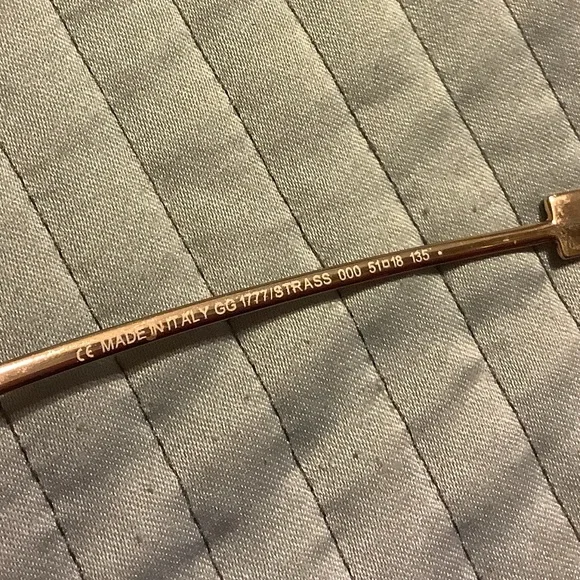 CE MADE IN ITALY GG 1777/STRASS 000 51□18 135